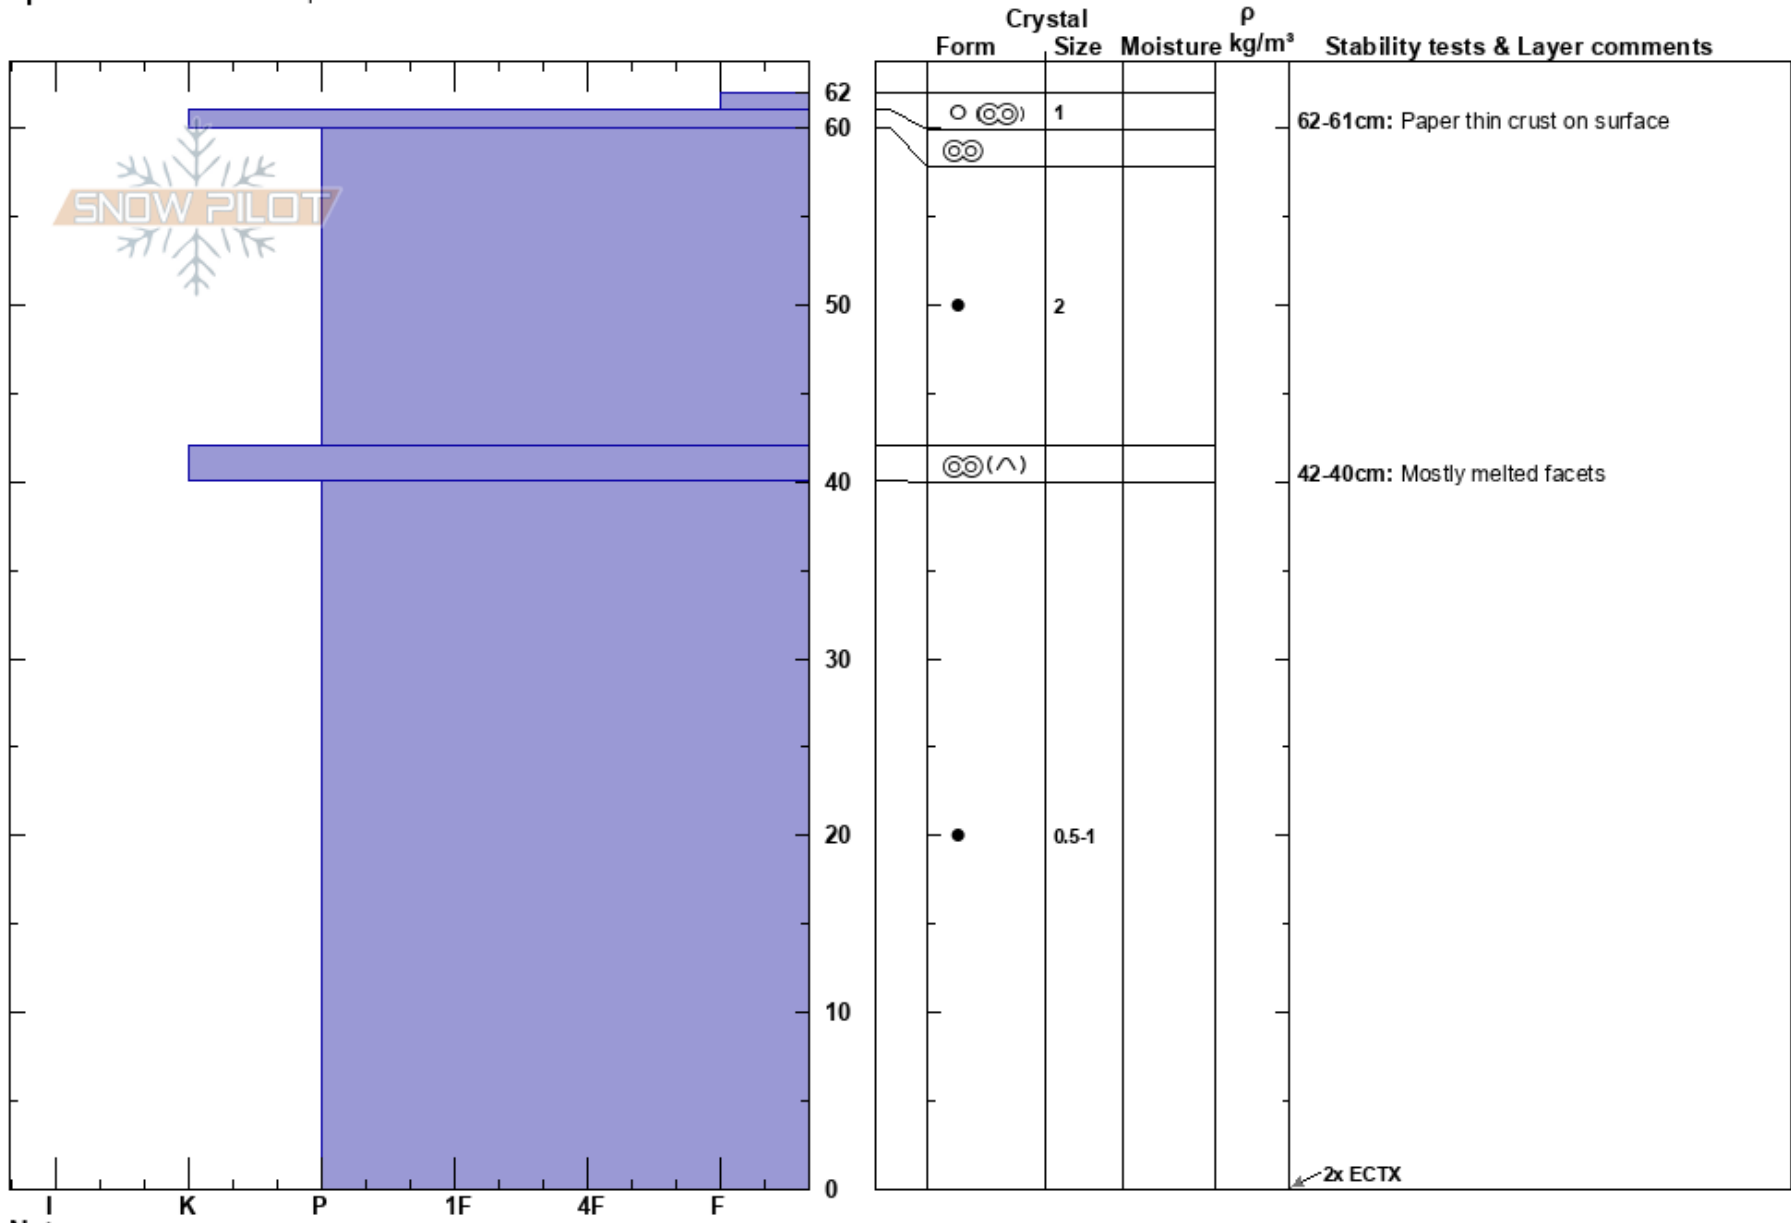 Crystal ρ
Form Size Moisture kg/m³ Stability tests & Layer comments
62
1
62-61cm: Paper thin crust on surface
60
SNOW PILOT
50 2
42-40cm: Mostly melted facets
40
30
20 0.5-1
10
2x ECTX
0
I K P 1F 4F F